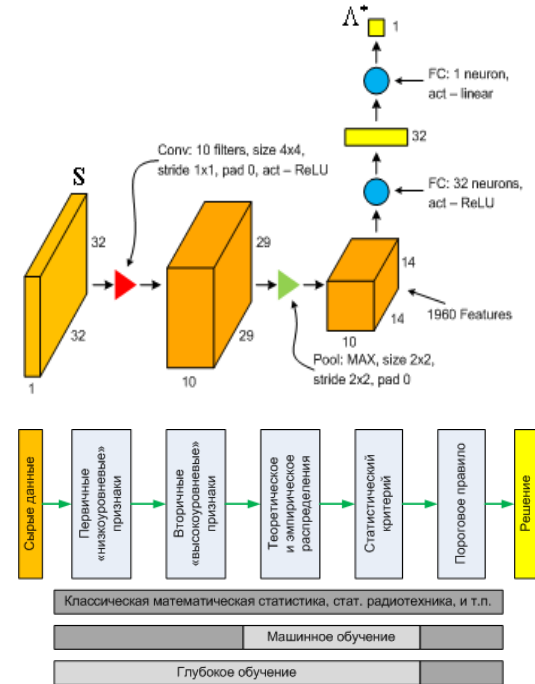 Λ*
1
FC: 1 neuron,
act – linear
32
Conv: 10 filters, size 4x4,
stride 1x1, pad 0, act – ReLU
FC: 32 neurons,
act – ReLU
S
32
32
1
29
29
10
14
14
10
1960 Features
Pool: MAX, size 2x2,
stride 2x2, pad 0
Сырые данные
Первичные
«низкоуровневые»
признаки
Вторичные
«высокоуровневые»
признаки
Теоретическое
и эмпирическое
распределения
Статистический
критерий
Пороговое правило
Решение
Классическая математическая статистика, стат. радиотехника, и т.п.
Машинное обучение
Глубокое обучение